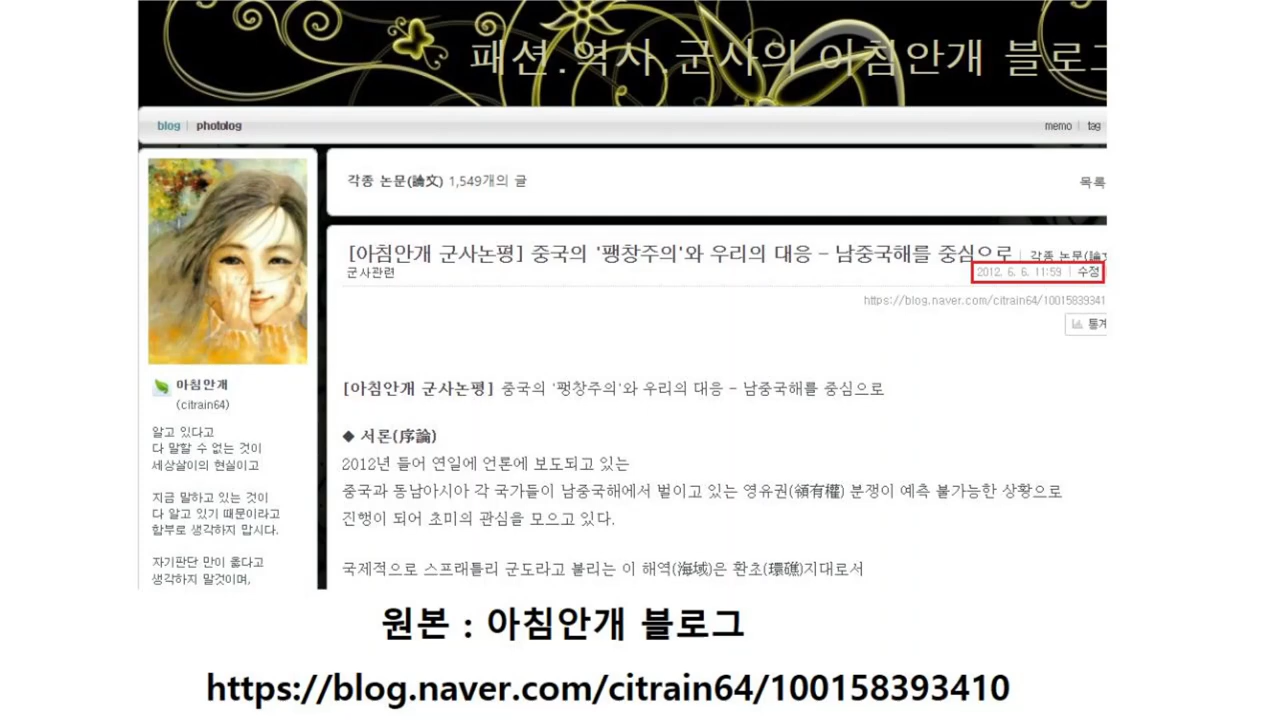 패션.역사.군사의 아침안개 블로그
blog | photolog
memo | tag
각종 논문(論文) 1,549개의 글
목록
[아침안개 군사논평] 중국의 '팽창주의'와 우리의 대응 – 남중국해를 중심으로 | 각종 논문(論文
군사관련
2012. 6. 6. 11:59 | 수정
https://blog.naver.com/citrain64/10015839341
통계
아침안개
(citrain64)
알고 있다고
다 말할 수 없는 것이
세상살이의 현실이고
지금 말하고 있는 것이
다 알고 있기 때문이라고
함부로 생각하지 맙시다.
자기판단 만이 옳다고
생각하지 말것이며,
[아침안개 군사논평] 중국의 '팽창주의'와 우리의 대응 – 남중국해를 중심으로
◆ 서론(序論)
2012년 들어 연일에 언론에 보도되고 있는
중국과 동남아시아 각 국가들이 남중국해에서 벌이고 있는 영유권(領有權) 분쟁이 예측 불가능한 상황으로
진행이 되어 초미의 관심을 모으고 있다.
국제적으로 스프래틀리 군도라고 불리는 이 해역(海域)은 환초(環礁)지대로서
원본 : 아침안개 블로그
https://blog.naver.com/citrain64/100158393410